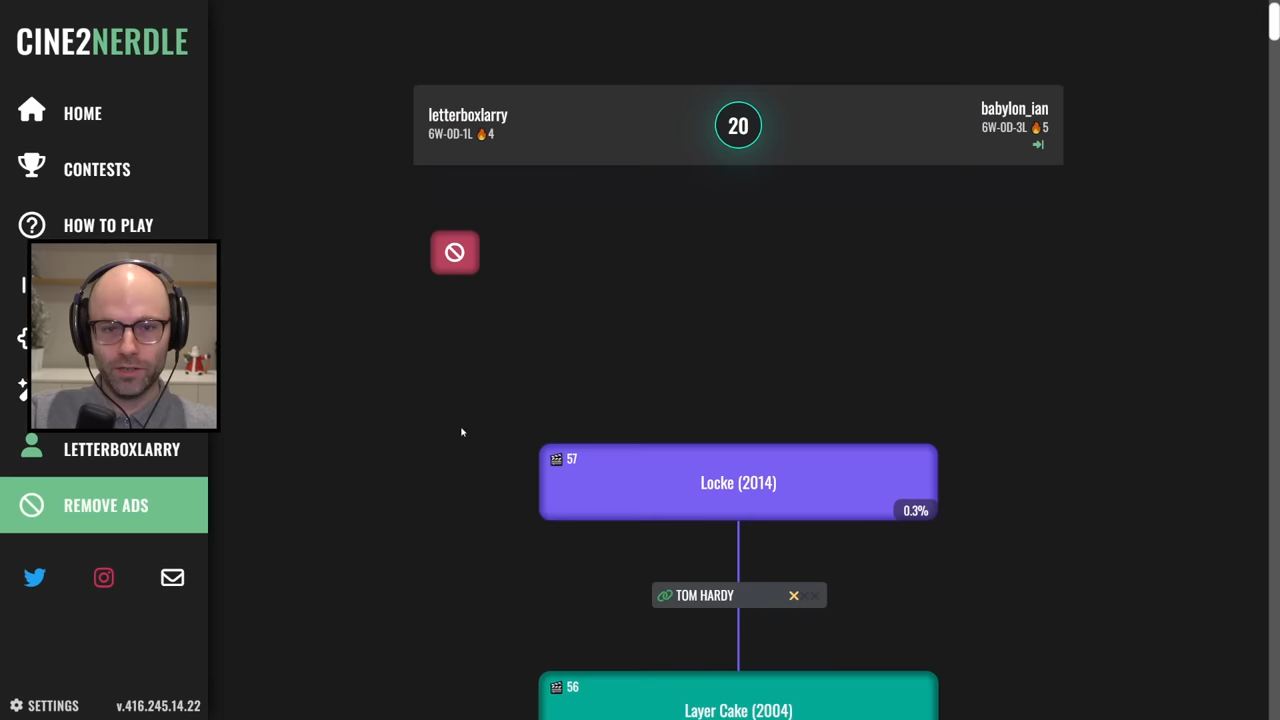 CINE2NERDLE
HOME
CONTESTS
HOW TO PLAY
LETTERBOXLARRY
REMOVE ADS
SETTINGS
v.416.245.14.22
letterboxlarry
6W-0D-1L 🔥4
20
babylon_ian
6W-0D-3L 🔥5
57
Locke (2014)
0.3%
TOM HARDY
56
Layer Cake (2004)